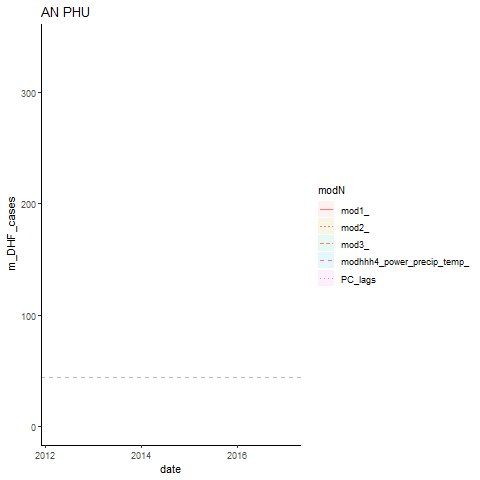 AN PHU
m_DHF_cases
300
200
100
0
2012
2014
2016
date
modN
mod1_
mod2_
mod3_
modhhh4_power_precip_temp_
PC_lags